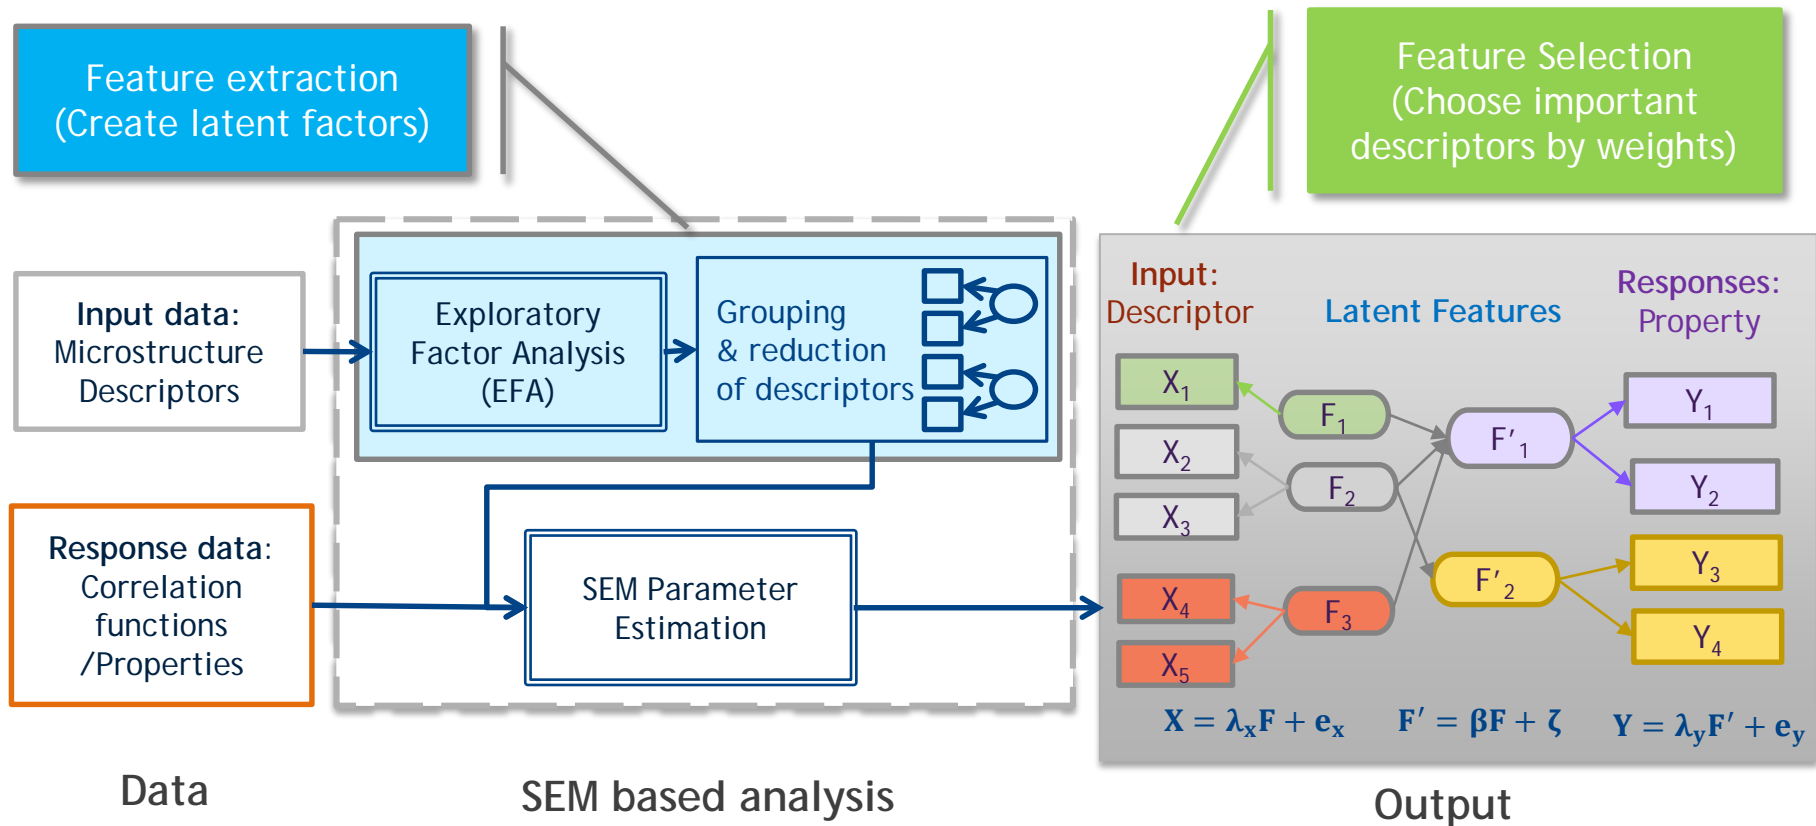 Feature extraction
(Create latent factors)
Feature Selection
(Choose important
descriptors by weights)
Input data:
Microstructure
Descriptors
Exploratory
Factor Analysis
(EFA)
Grouping
& reduction
of descriptors
Response data:
Correlation
functions
/Properties
SEM Parameter
Estimation
Input:
Descriptor
Latent Features
Responses:
Property
X₁
X₂
X₃
X₄
X₅
F₁
F₂
F₃
F'₁
F'₂
Y₁
Y₂
Y₃
Y₄
𝐗 = 𝛌ₓ𝐅 + 𝐞ₓ
𝐅′ = 𝛃𝐅 + 𝛇
𝐘 = 𝛌_y𝐅′ + 𝐞_y
Data
SEM based analysis
Output